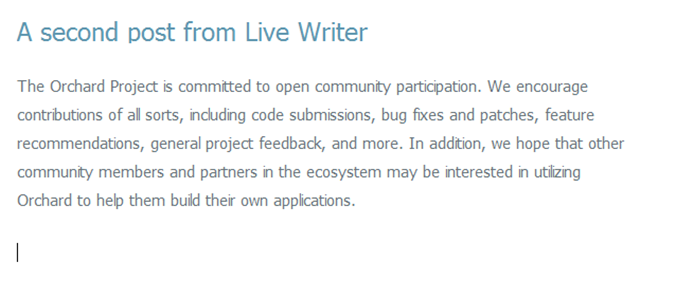 A second post from Live Writer
The Orchard Project is committed to open community participation. We encourage
contributions of all sorts, including code submissions, bug fixes and patches, feature
recommendations, general project feedback, and more. In addition, we hope that other
community members and partners in the ecosystem may be interested in utilizing
Orchard to help them build their own applications.